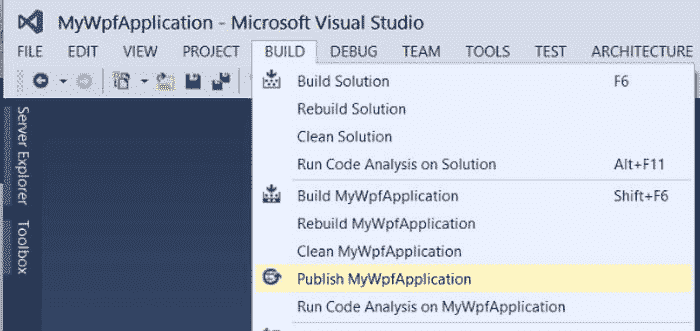 MyWpfApplication - Microsoft Visual Studio
FILE EDIT VIEW PROJECT BUILD DEBUG TEAM TOOLS TEST ARCHITECTURE
Build Solution F6
Rebuild Solution
Clean Solution
Run Code Analysis on Solution Alt+F11
Build MyWpfApplication Shift+F6
Rebuild MyWpfApplication
Clean MyWpfApplication
Publish MyWpfApplication
Run Code Analysis on MyWpfApplication
Server Explorer
Toolbox